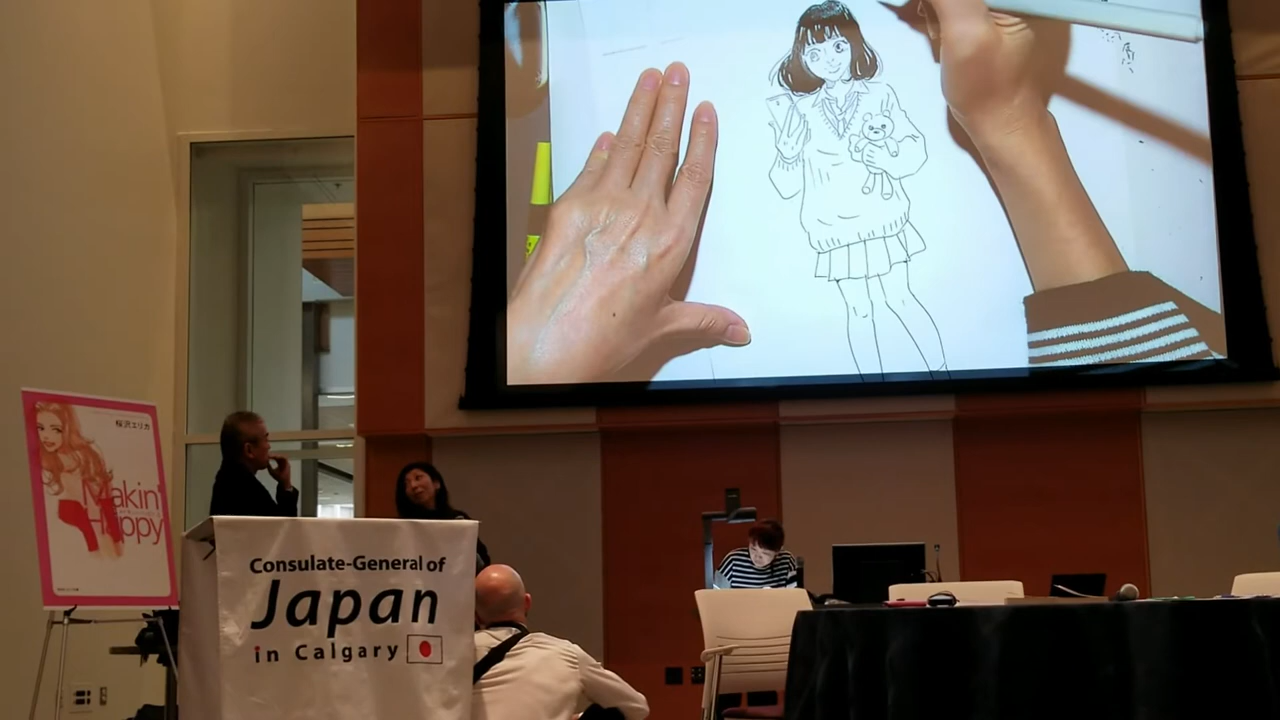 桜沢エリカ
Makin'
Happy
Consulate-General of
Japan
in Calgary